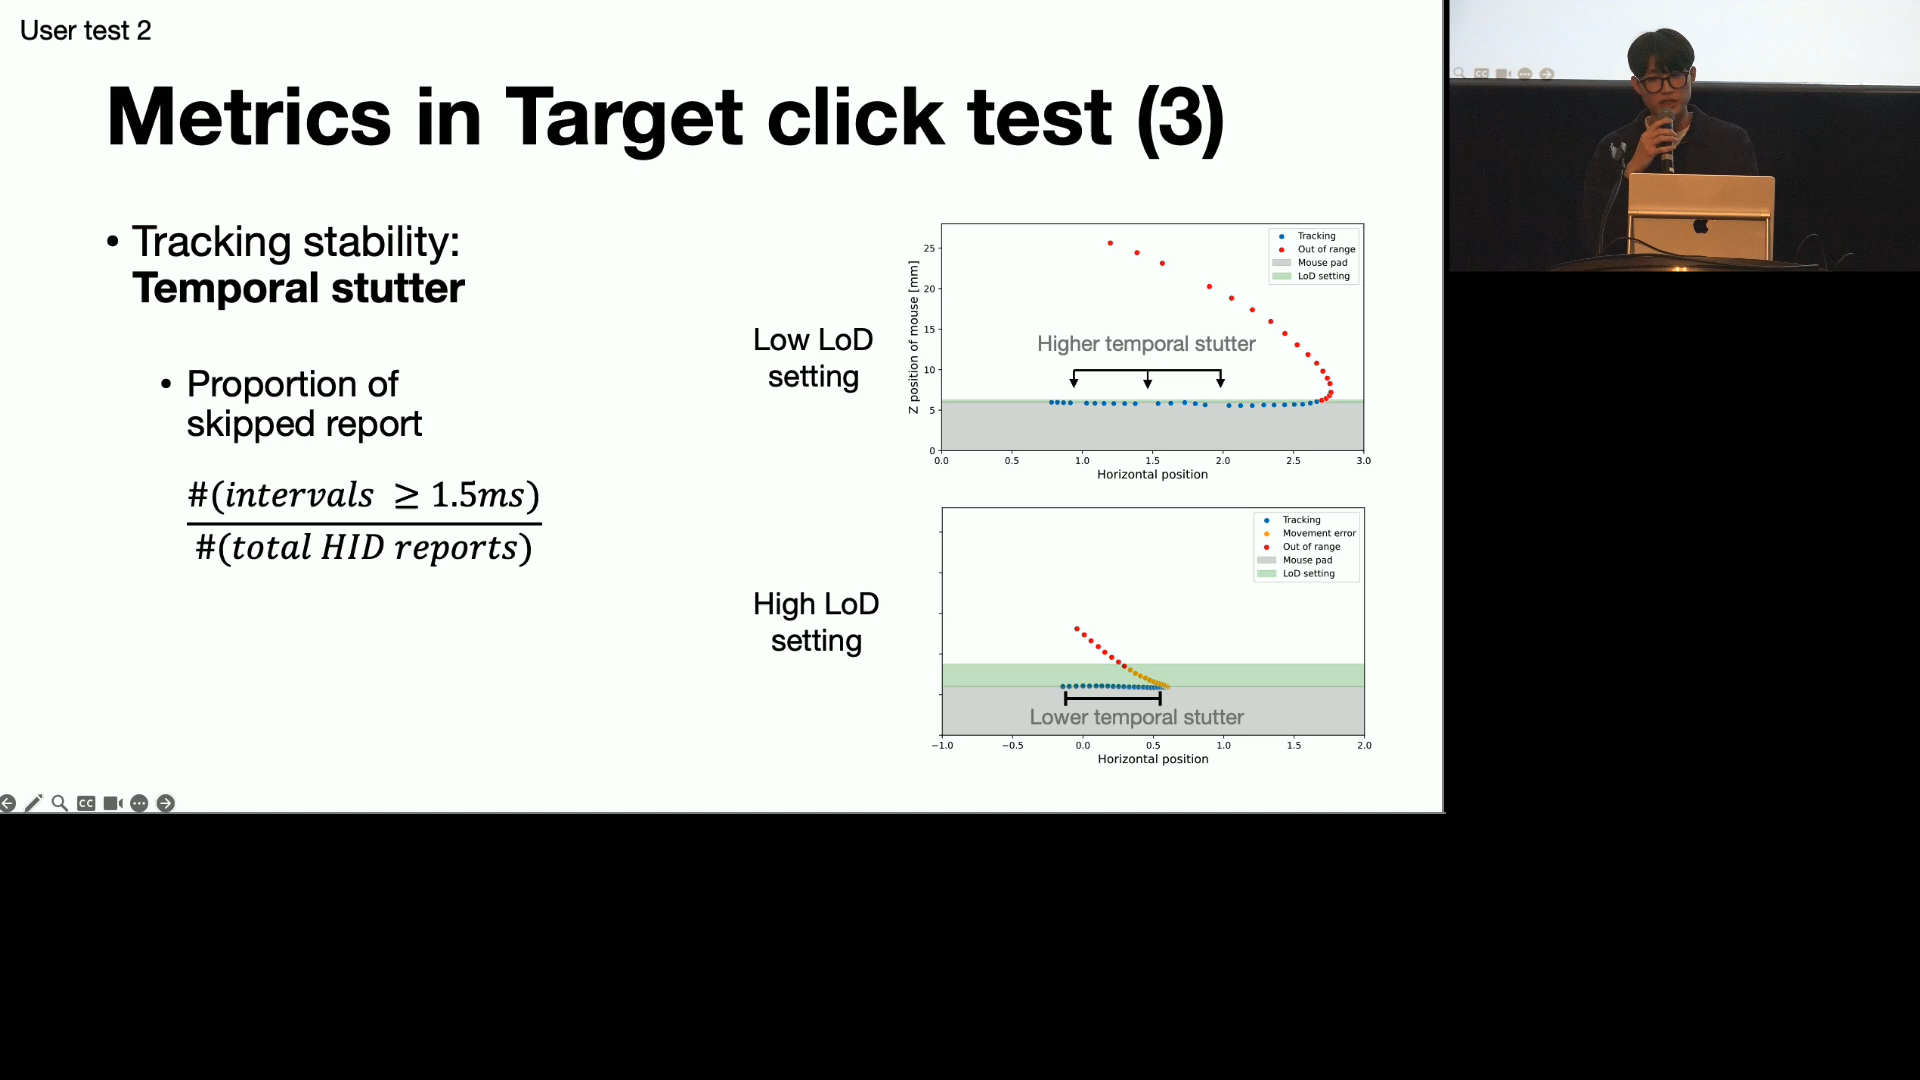 User test 2
Metrics in Target click test (3)
• Tracking stability:
Temporal stutter
• Proportion of
skipped report
#(intervals ≥ 1.5ms)
#(total HID reports)
Low LoD
setting
Z position of mouse [mm]
25
20
15
10
5
0
Tracking
Out of range
Mouse pad
LoD setting
Higher temporal stutter
0.0 0.5 1.0 1.5 2.0 2.5 3.0
Horizontal position
High LoD
setting
Tracking
Movement error
Out of range
Mouse pad
LoD setting
Lower temporal stutter
−1.0 −0.5 0.0 0.5 1.0 1.5 2.0
Horizontal position
CC
CC